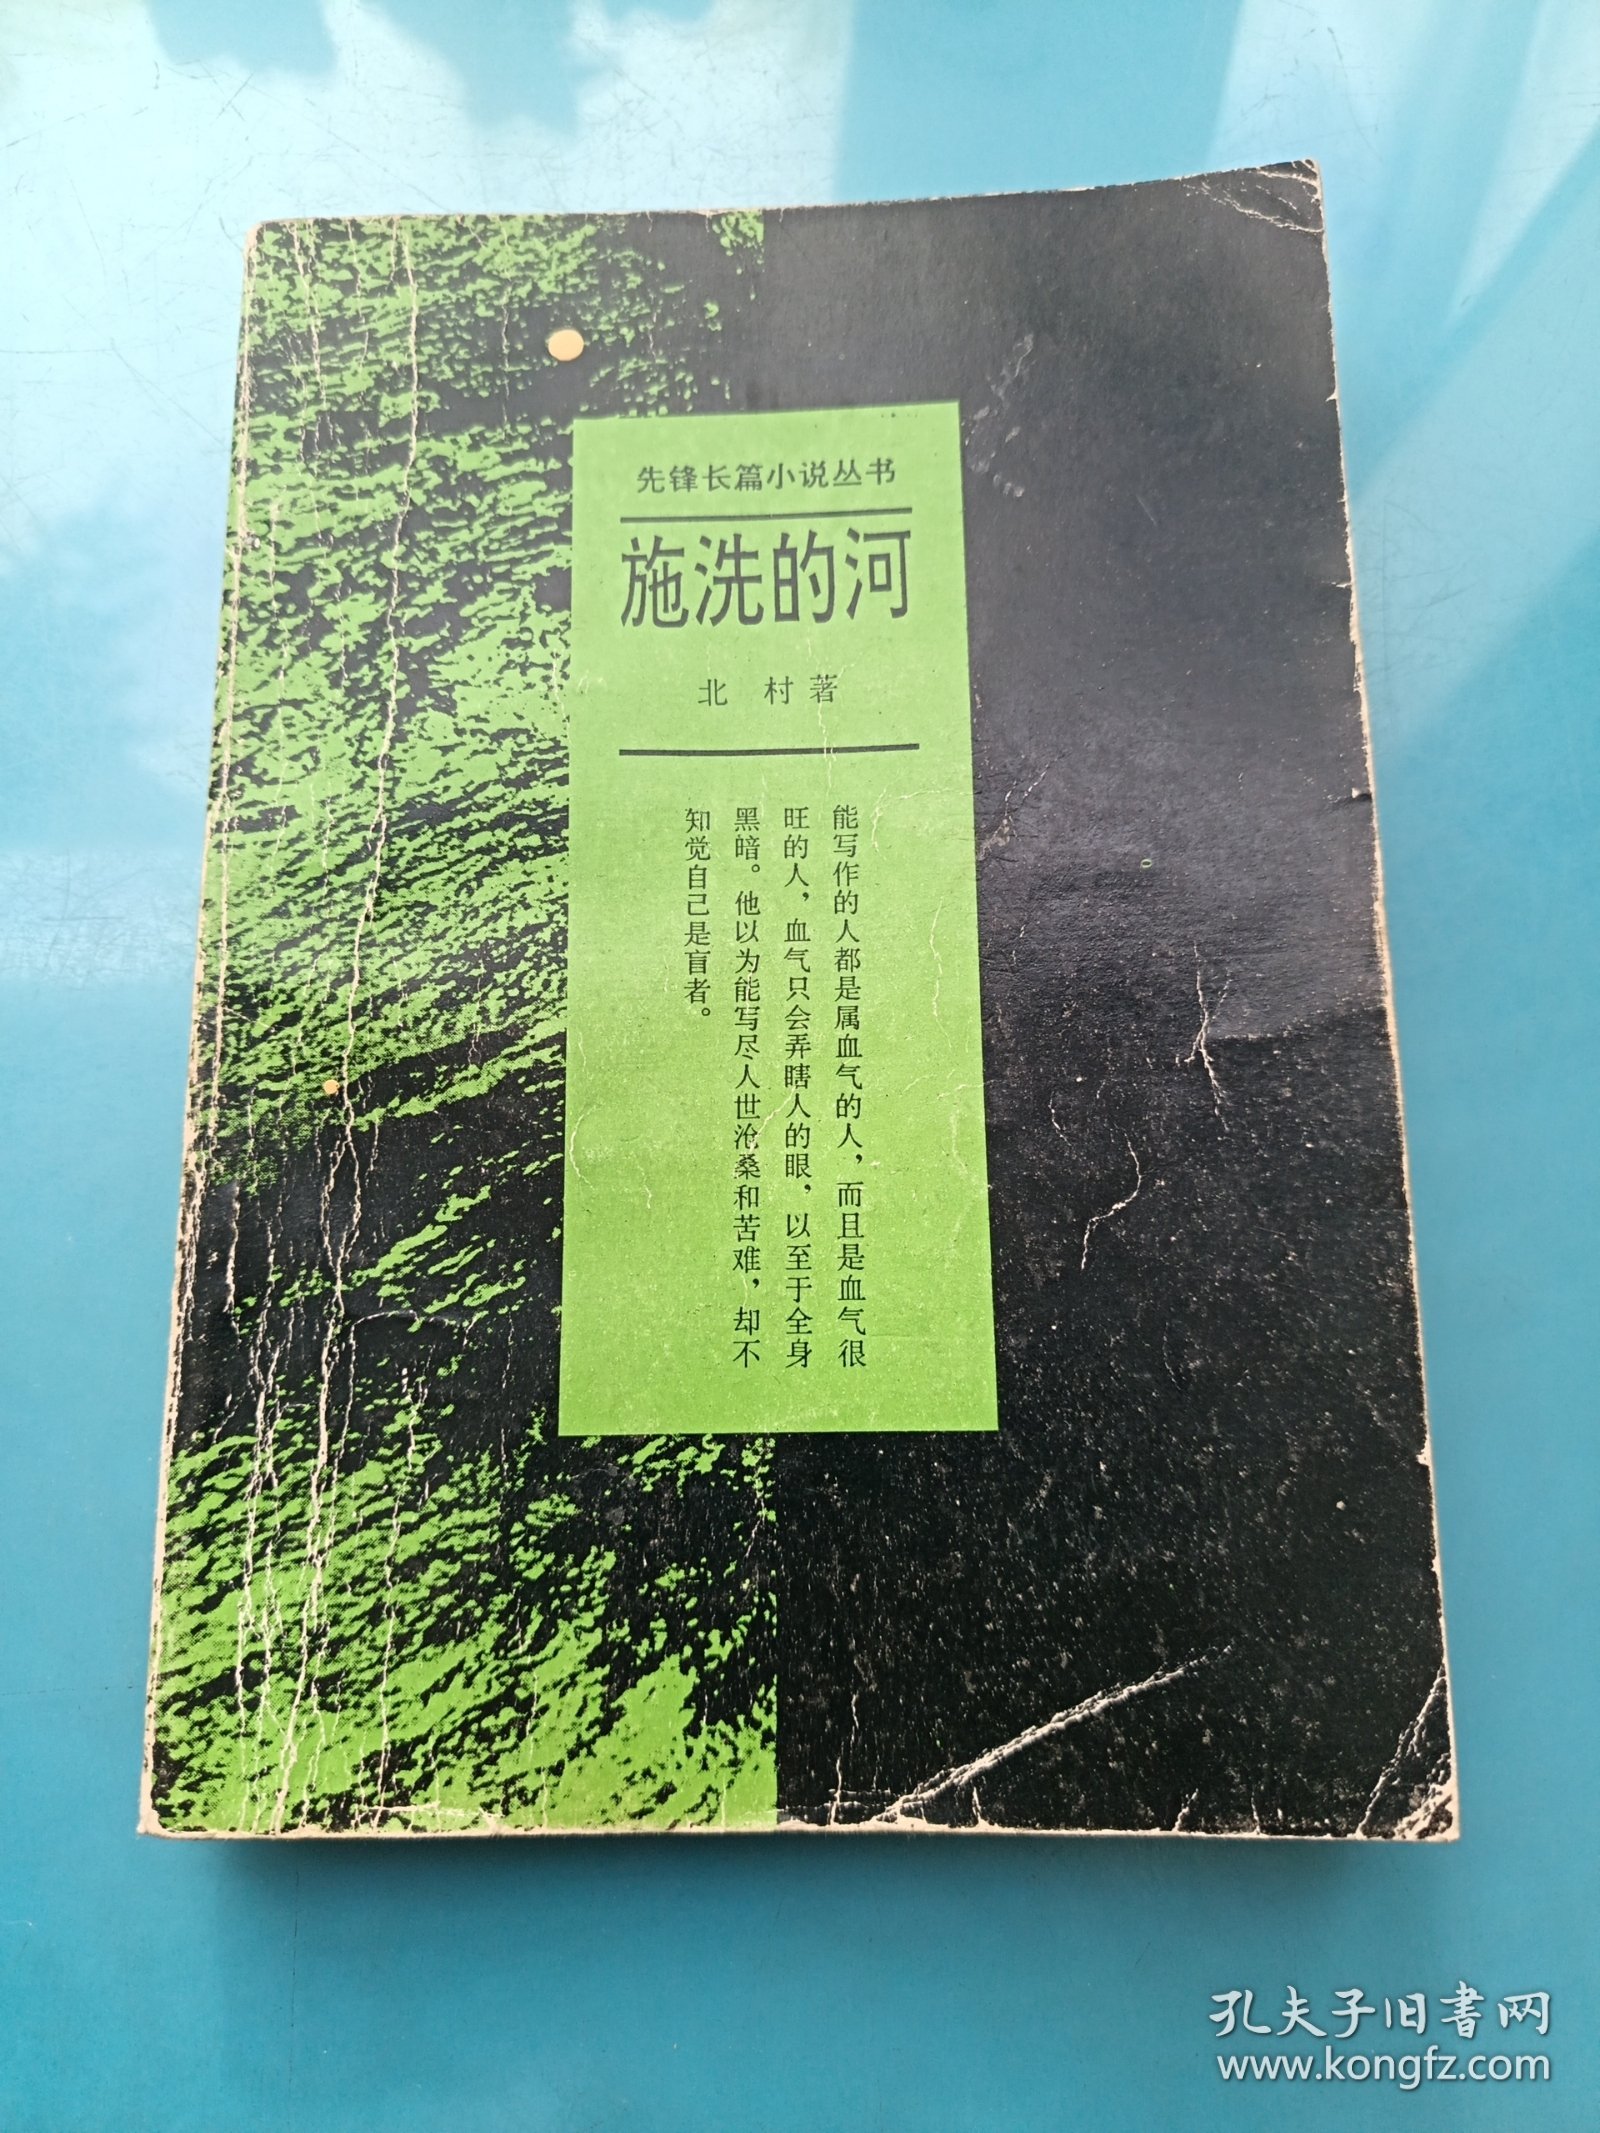 先锋长篇小说丛书
施洗的河
北 村 著
能写作的人都是属血气的人，而且是血气很
旺的人，血气只会弄瞎人的眼，以至于全身
黑暗。他以为能写尽人世沧桑和苦难，却不
知觉自己是盲者。
孔夫子旧书网
www.kongfz.com